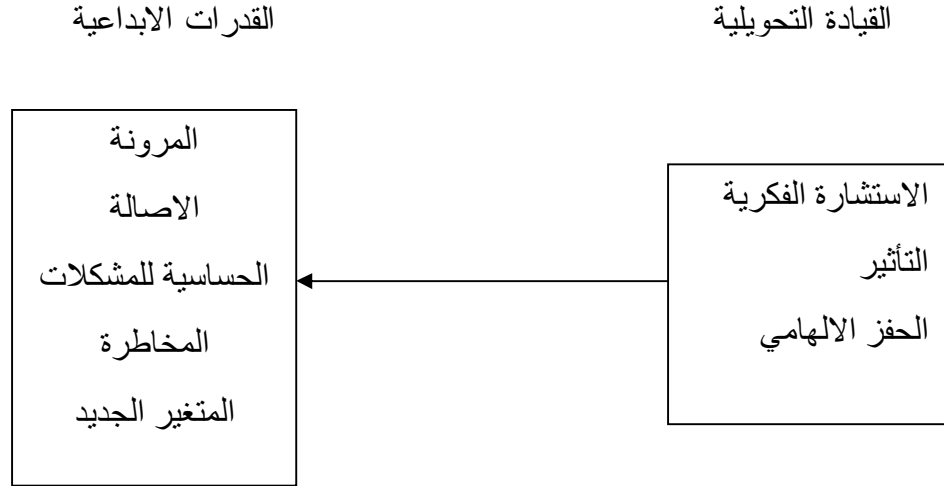 القيادة التحويلية
القدرات الابداعية
الاستشارة الفكرية
التأثير
الحفز الالهامي
المرونة
الاصالة
الحساسية للمشكلات
المخاطرة
المتغير الجديد